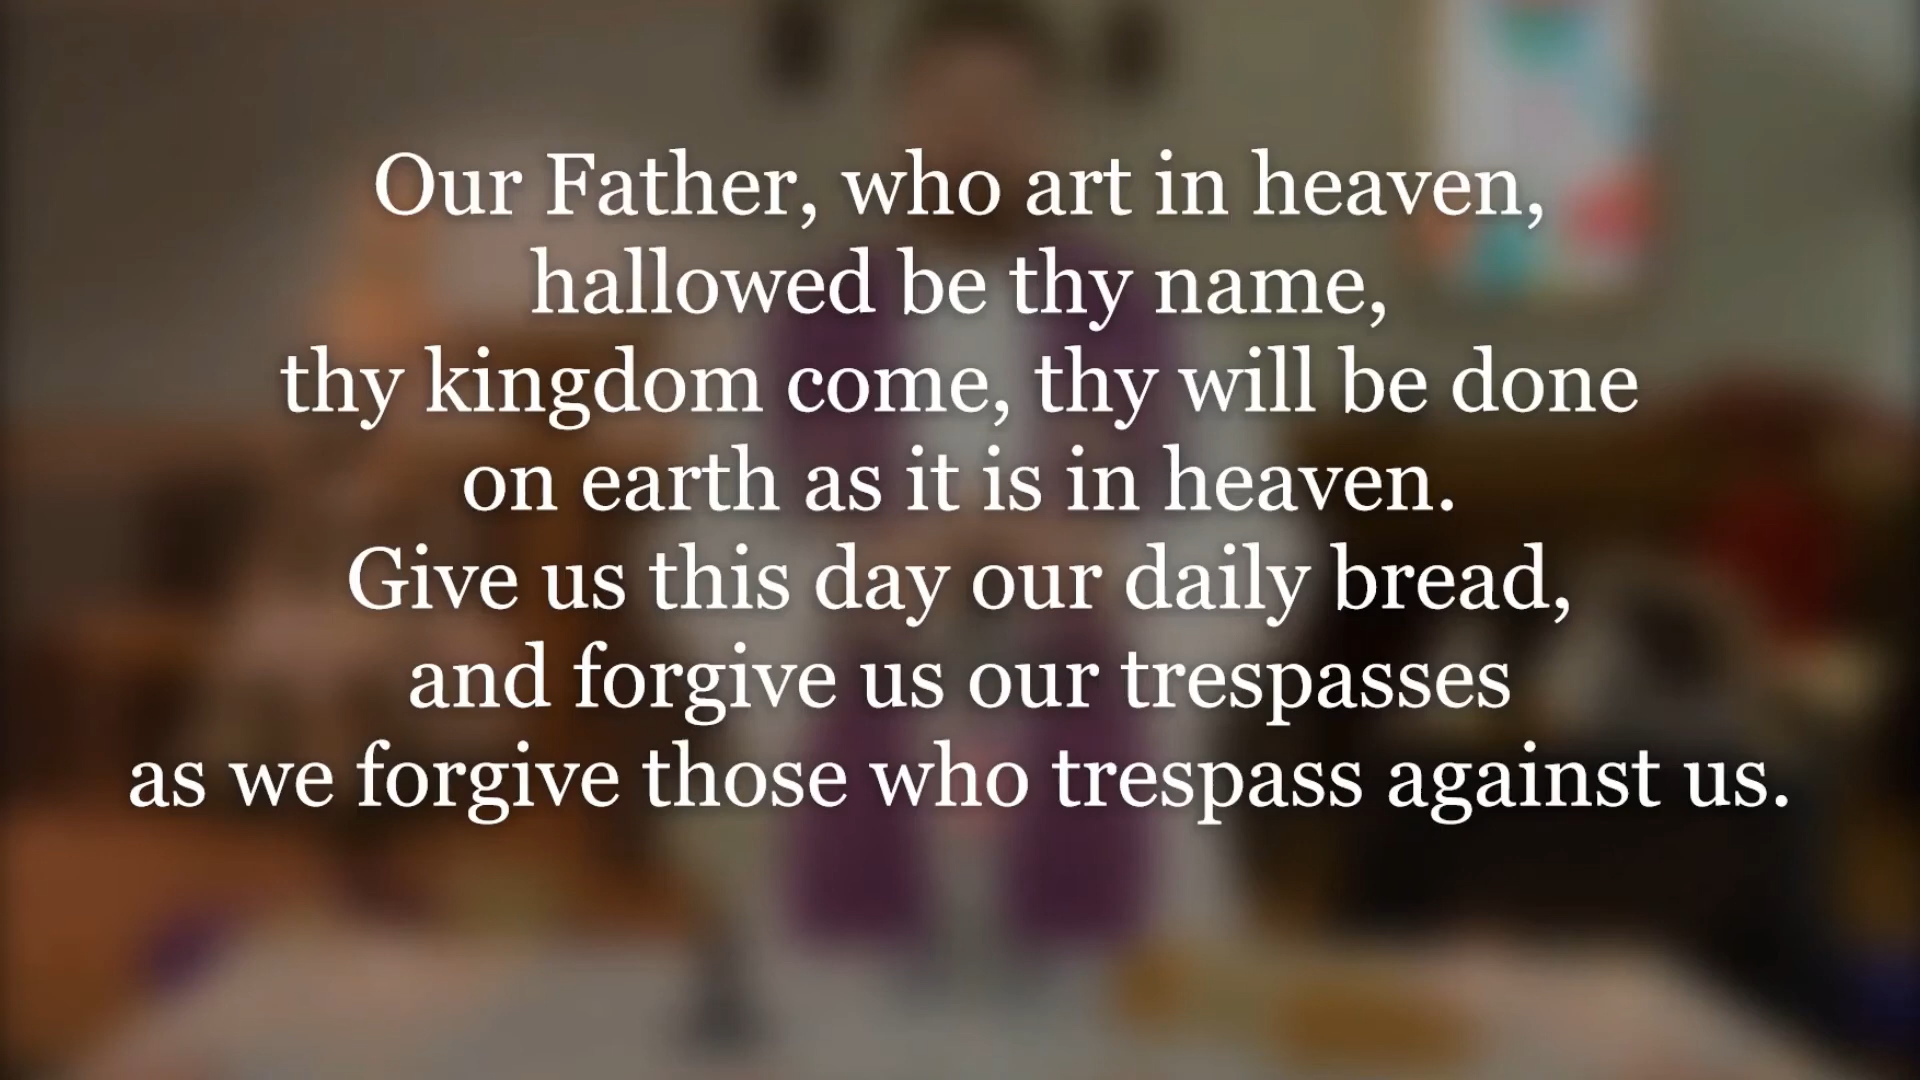 Our Father, who art in heaven,
hallowed be thy name,
thy kingdom come, thy will be done
on earth as it is in heaven.
Give us this day our daily bread,
and forgive us our trespasses
as we forgive those who trespass against us.